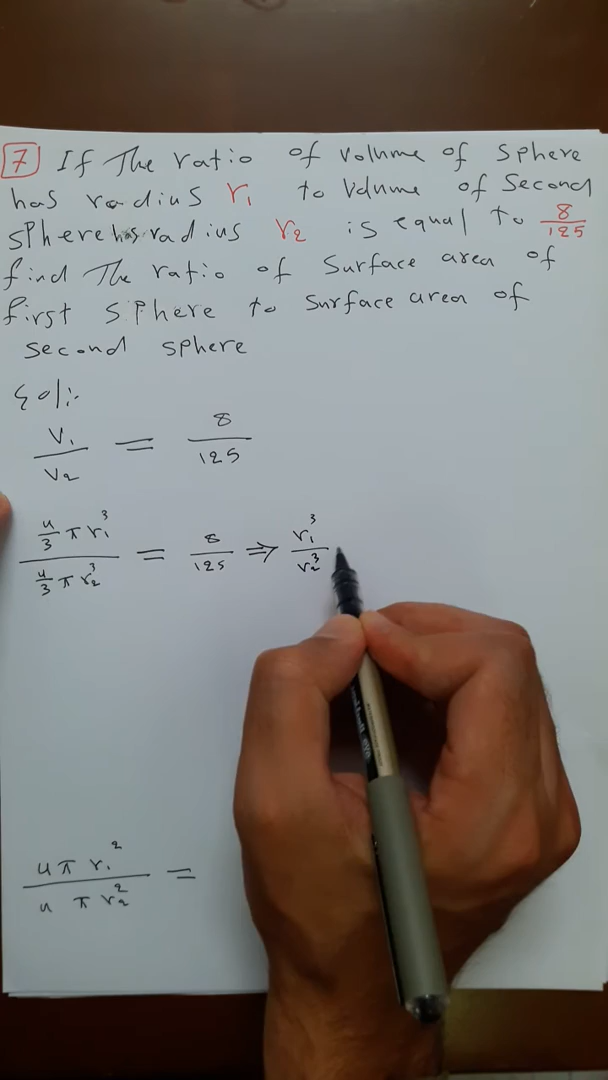 7 If The ratio of volume of sphere
has radius r₁ to volume of Second
sphere has radius r₂ is equal to 8/125
find The ratio of Surface area of
first sphere to surface area of
second sphere
Sol:-
V₁/V₂ = 8/125
(4/3 π r₁³)/(4/3 π r₂³) = 8/125 ⇒ r₁³/r₂³
(4 π r₁²)/(4 π r₂²) =